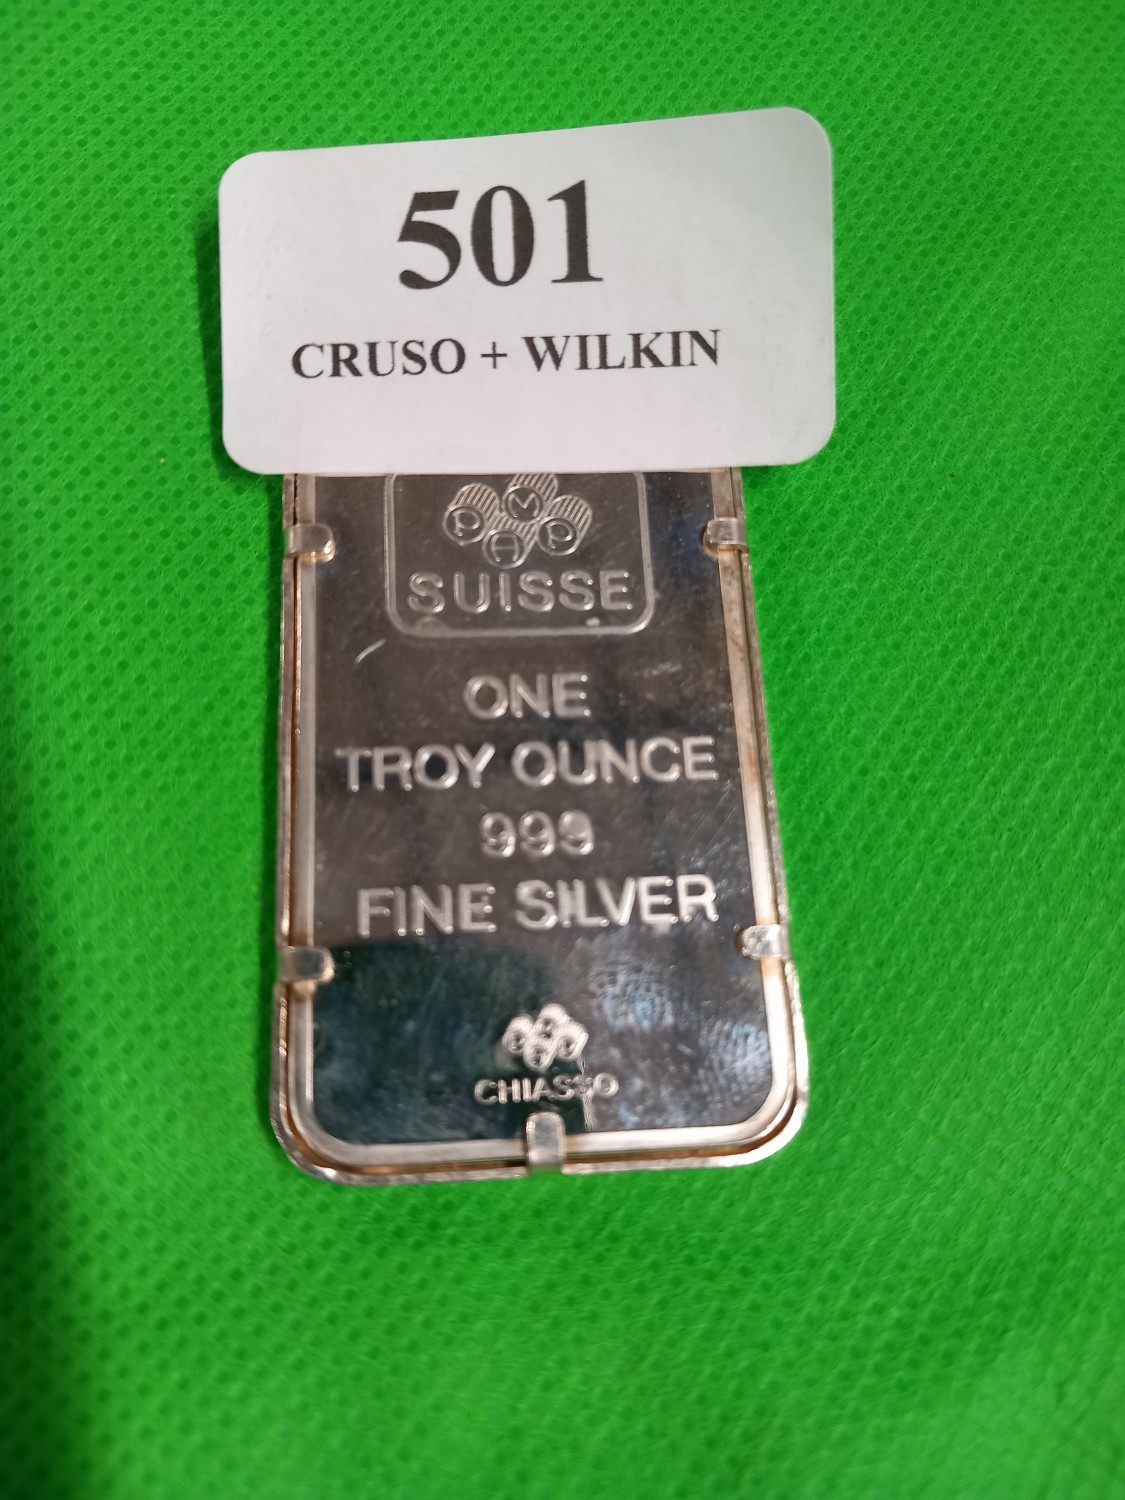 501
CRUSO + WILKIN
P A M P
SUISSE
ONE
TROY OUNCE
999
FINE SILVER
CHIASSO